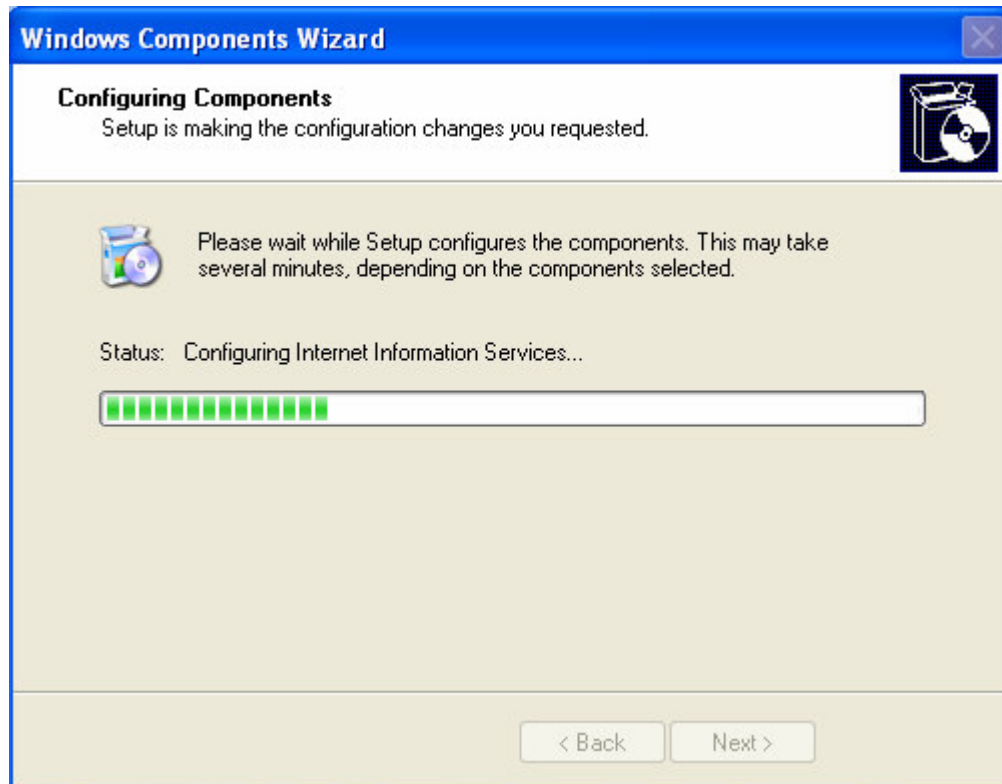 Windows Components Wizard
Configuring Components
Setup is making the configuration changes you requested.
Please wait while Setup configures the components. This may take
several minutes, depending on the components selected.
Status: Configuring Internet Information Services...
< Back Next >